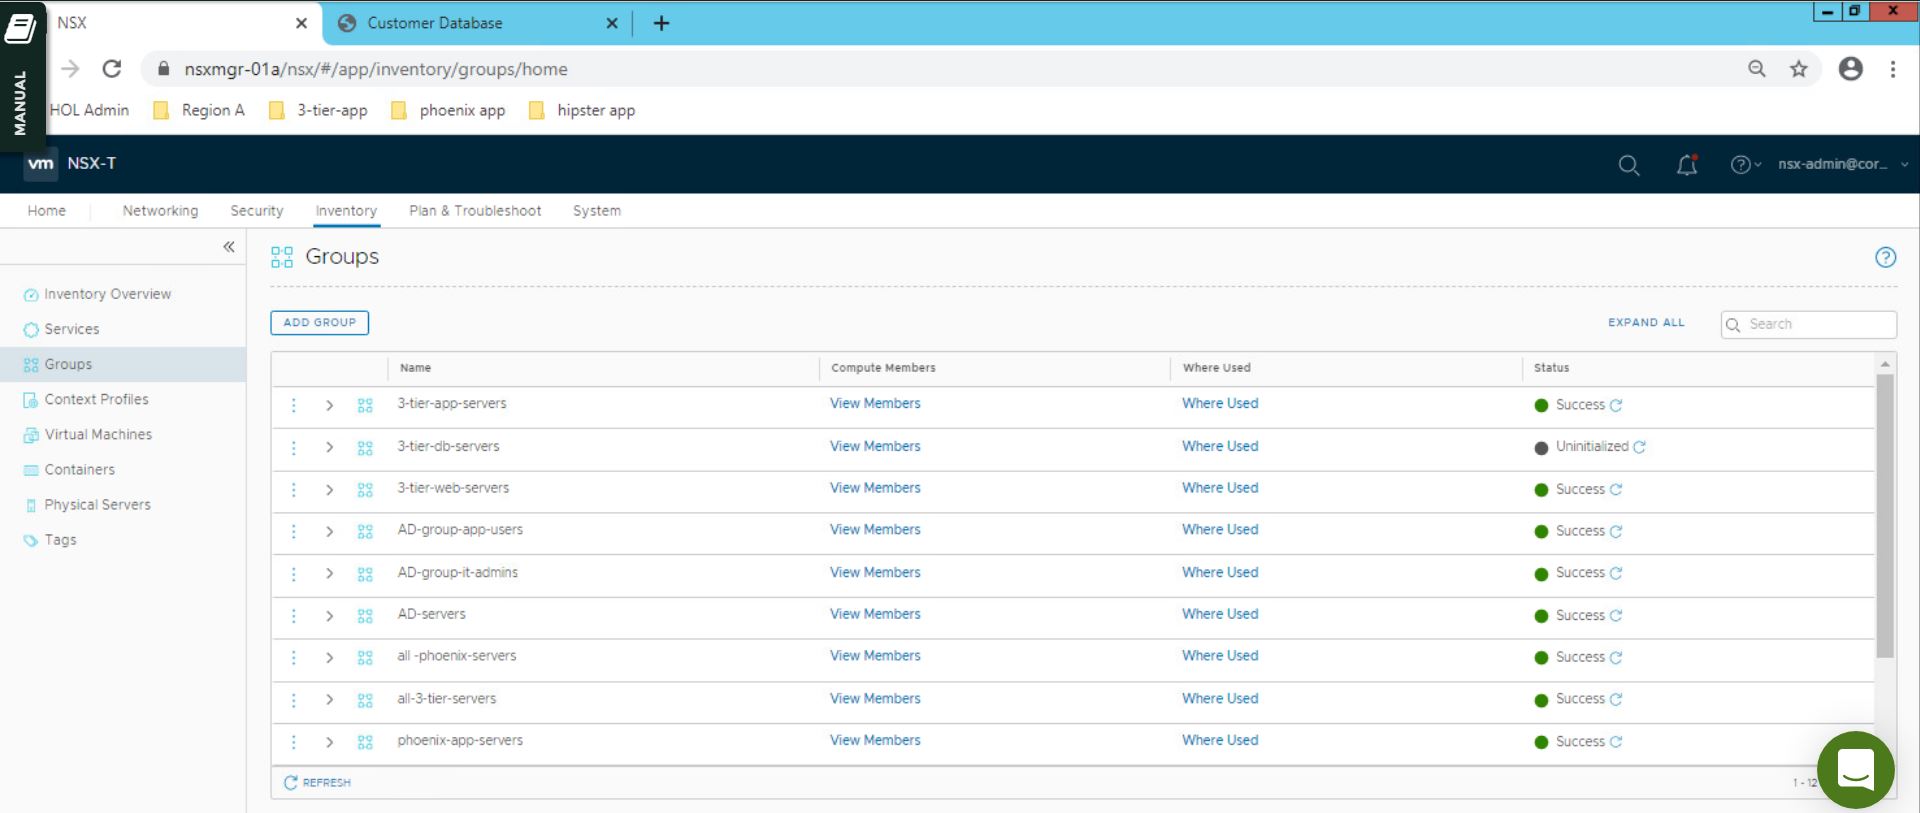 NSX
Customer Database
MANUAL
nsxmgr-01a/nsx/#/app/inventory/groups/home
HOL Admin Region A 3-tier-app phoenix app hipster app
vm NSX-T nsx-admin@cor...
Home Networking Security Inventory Plan & Troubleshoot System
Groups
Inventory Overview
Services
Groups
Context Profiles
Virtual Machines
Containers
Physical Servers
Tags
ADD GROUP EXPAND ALL Search
Name Compute Members Where Used Status
3-tier-app-servers View Members Where Used Success
3-tier-db-servers View Members Where Used Uninitialized
3-tier-web-servers View Members Where Used Success
AD-group-app-users View Members Where Used Success
AD-group-it-admins View Members Where Used Success
AD-servers View Members Where Used Success
all -phoenix-servers View Members Where Used Success
all-3-tier-servers View Members Where Used Success
phoenix-app-servers View Members Where Used Success
REFRESH 1 - 12